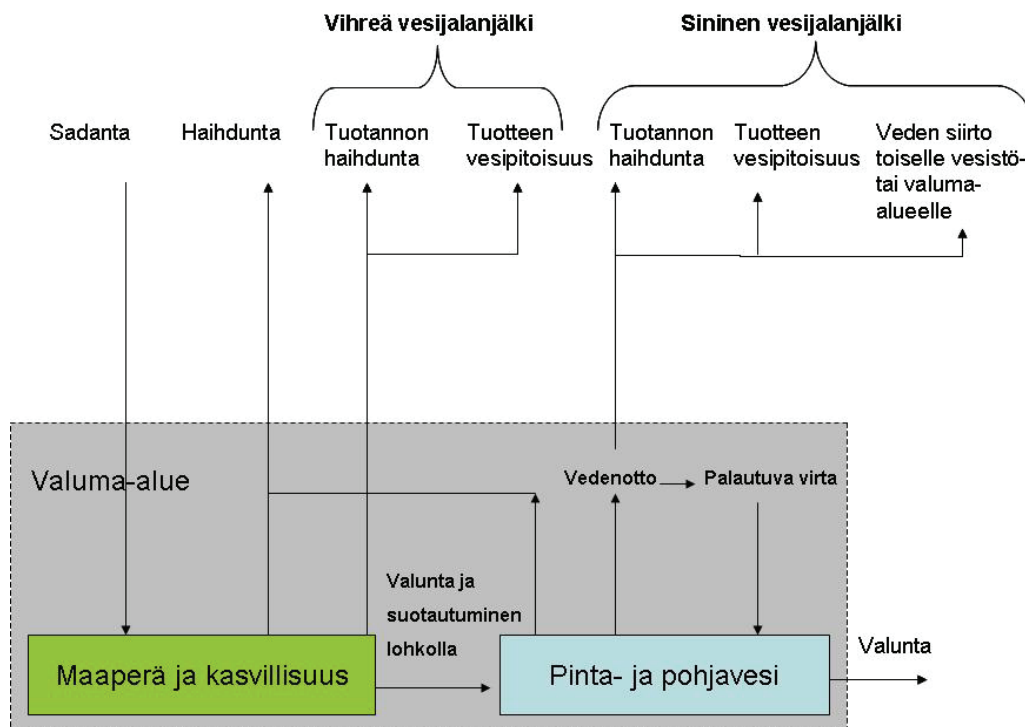 Vihreä vesijalanjälki
Sininen vesijalanjälki
Sadanta
Haihdunta
Tuotannon
haihdunta
Tuotteen
vesipitoisuus
Tuotannon
haihdunta
Tuotteen
vesipitoisuus
Veden siirto
toiselle vesistö-
tai valuma-
alueelle
Valuma-alue
Vedenotto
Palautuva virta
Valunta ja
suotautuminen
lohkolla
Maaperä ja kasvillisuus
Pinta- ja pohjavesi
Valunta